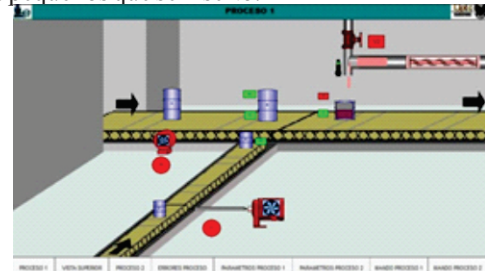 PROCESO 1
PROCESO 1 VISTA SUPERIOR PROCESO 2 ERRORES PROCESO PARAMETROS PROCESO 1 PARAMETROS PROCESO 2 MANDO PROCESO 1 MANDO PROCESO 2